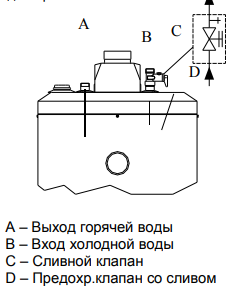 A
B
C
D
A – Выход горячей воды
B – Вход холодной воды
C – Сливной клапан
D – Предохр.клапан со сливом